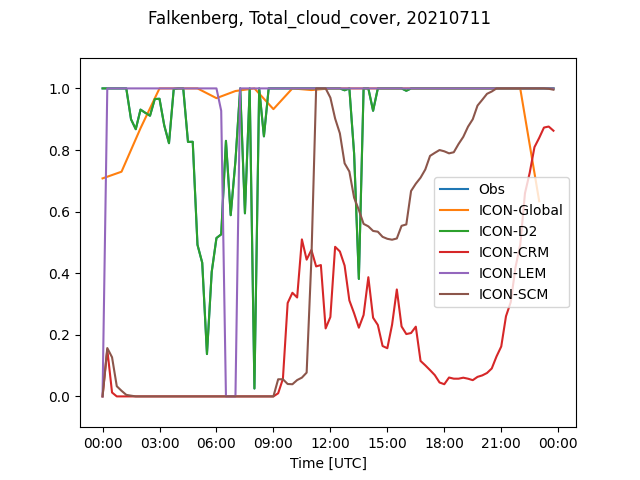 Falkenberg, Total_cloud_cover, 20210711
1.0
0.8
0.6
0.4
0.2
0.0
Obs
ICON-Global
ICON-D2
ICON-CRM
ICON-LEM
ICON-SCM
00:00 03:00 06:00 09:00 12:00 15:00 18:00 21:00 00:00
Time [UTC]